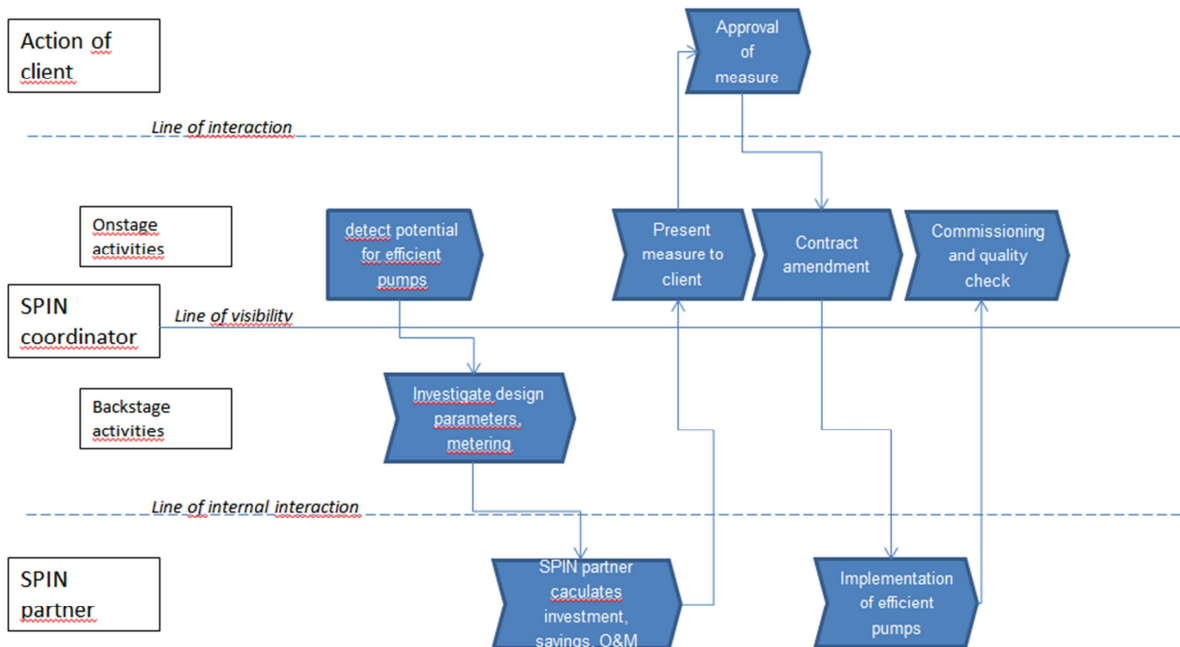 Action of
client
Approval
of
measure
Line of interaction
Onstage
activities
detect potential
for efficient
pumps
Present
measure to
client
Contract
amendment
Commissioning
and quality
check
SPIN
coordinator
Line of visibility
Backstage
activities
Investigate design
parameters,
metering
Line of internal interaction
SPIN
partner
SPIN partner
caculates
investment,
savings, O&M
Implementation
of efficient
pumps